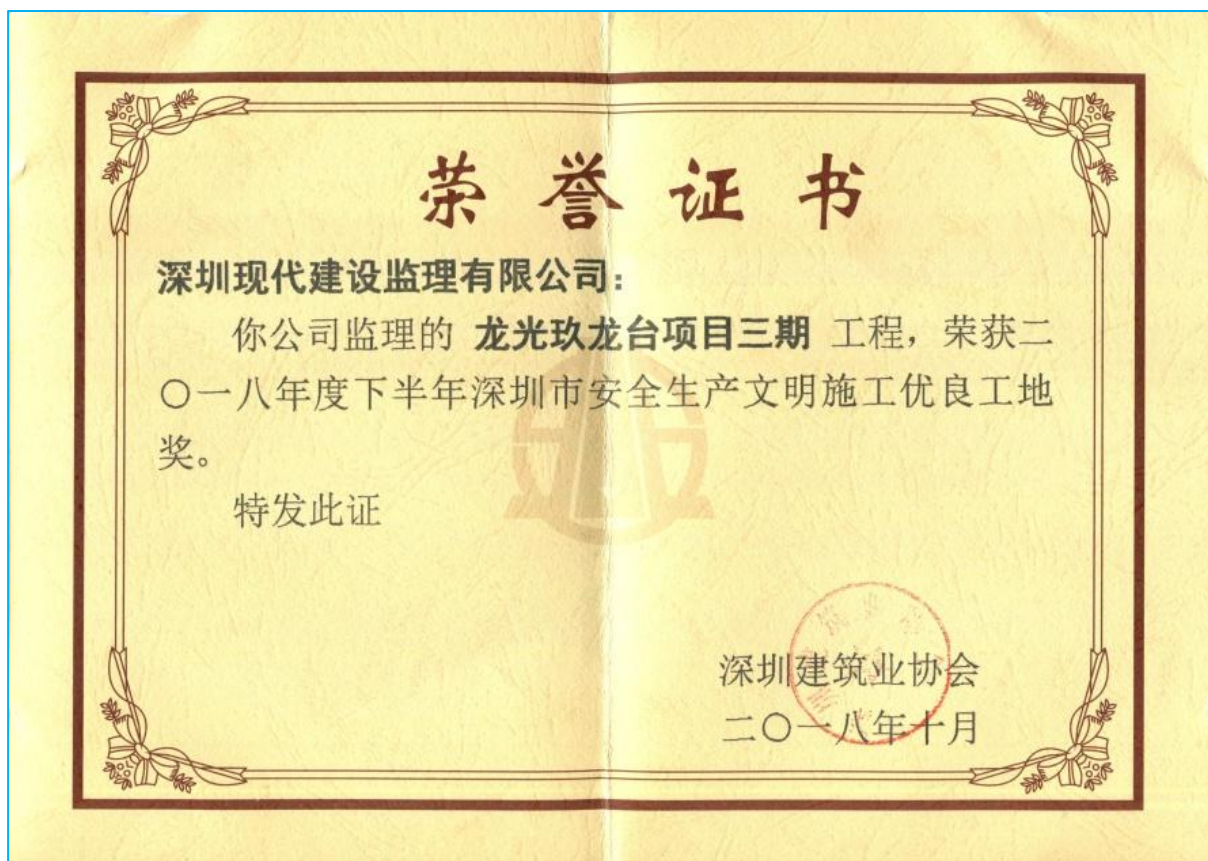 荣誉证书
深圳现代建设监理有限公司：
你公司监理的 龙光玖龙台项目三期 工程，荣获二
〇一八年度下半年深圳市安全生产文明施工优良工地
奖。
特发此证
深圳建筑业协会
二〇一八年十月